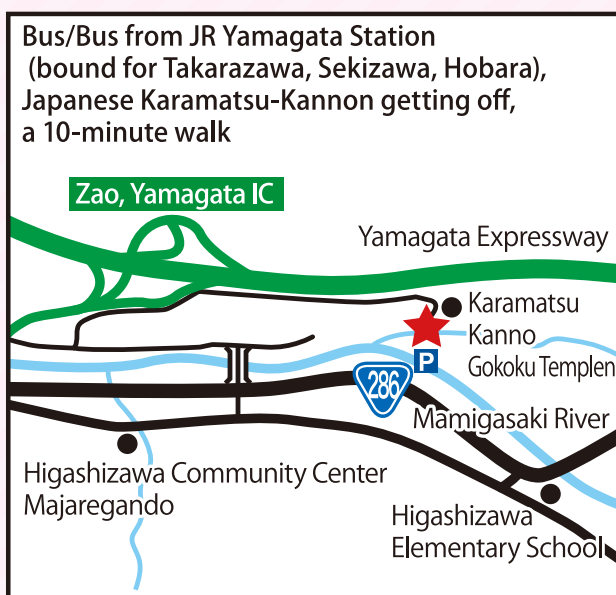 Bus/Bus from JR Yamagata Station
(bound for Takarazawa, Sekizawa, Hobara),
Japanese Karamatsu-Kannon getting off,
a 10-minute walk
Zao, Yamagata IC
Yamagata Expressway
Karamatsu
Kanno
Gokoku Templen
P
286
Mamigasaki River
Higashizawa Community Center
Majaregando
Higashizawa
Elementary School